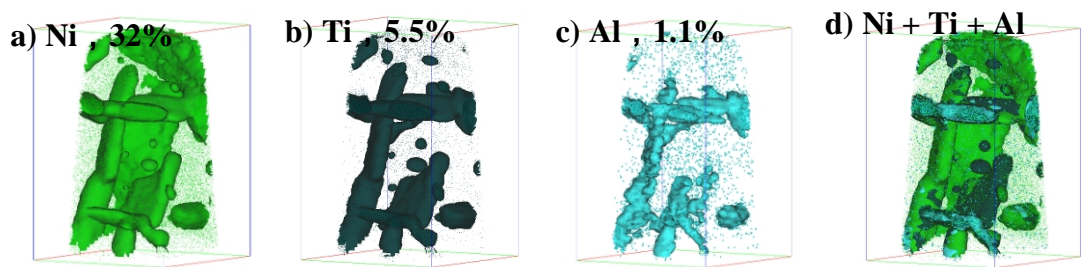 a) Ni , 32%
b) Ti , 5.5%
c) Al , 1.1%
d) Ni + Ti + Al